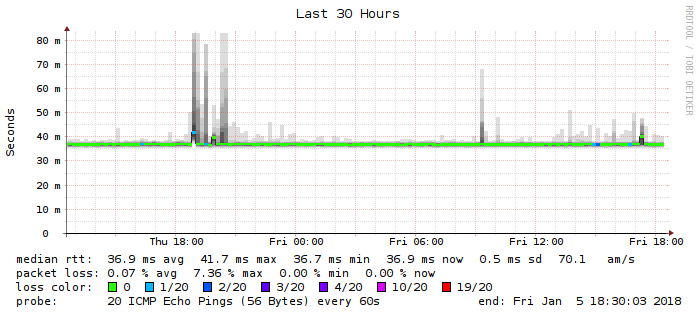 Last 30 Hours
RRDTOOL / TOBI OETIKER
Seconds
80 m
70 m
60 m
50 m
40 m
30 m
20 m
10 m
0
Thu 18:00 Fri 00:00 Fri 06:00 Fri 12:00 Fri 18:00
median rtt: 36.9 ms avg 41.7 ms max 36.7 ms min 36.9 ms now 0.5 ms sd 70.1 am/s
packet loss: 0.07 % avg 7.36 % max 0.00 % min 0.00 % now
loss color: 0 1/20 2/20 3/20 4/20 10/20 19/20
probe: 20 ICMP Echo Pings (56 Bytes) every 60s end: Fri Jan 5 18:30:03 2018